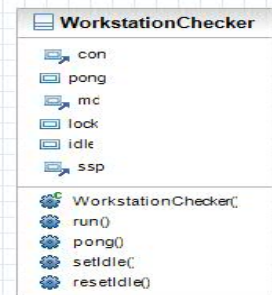 WorkstationChecker
con
pong
mc
lock
idle
ssp
WorkstationChecker(
run()
pong()
setIdle(
resetIdle()